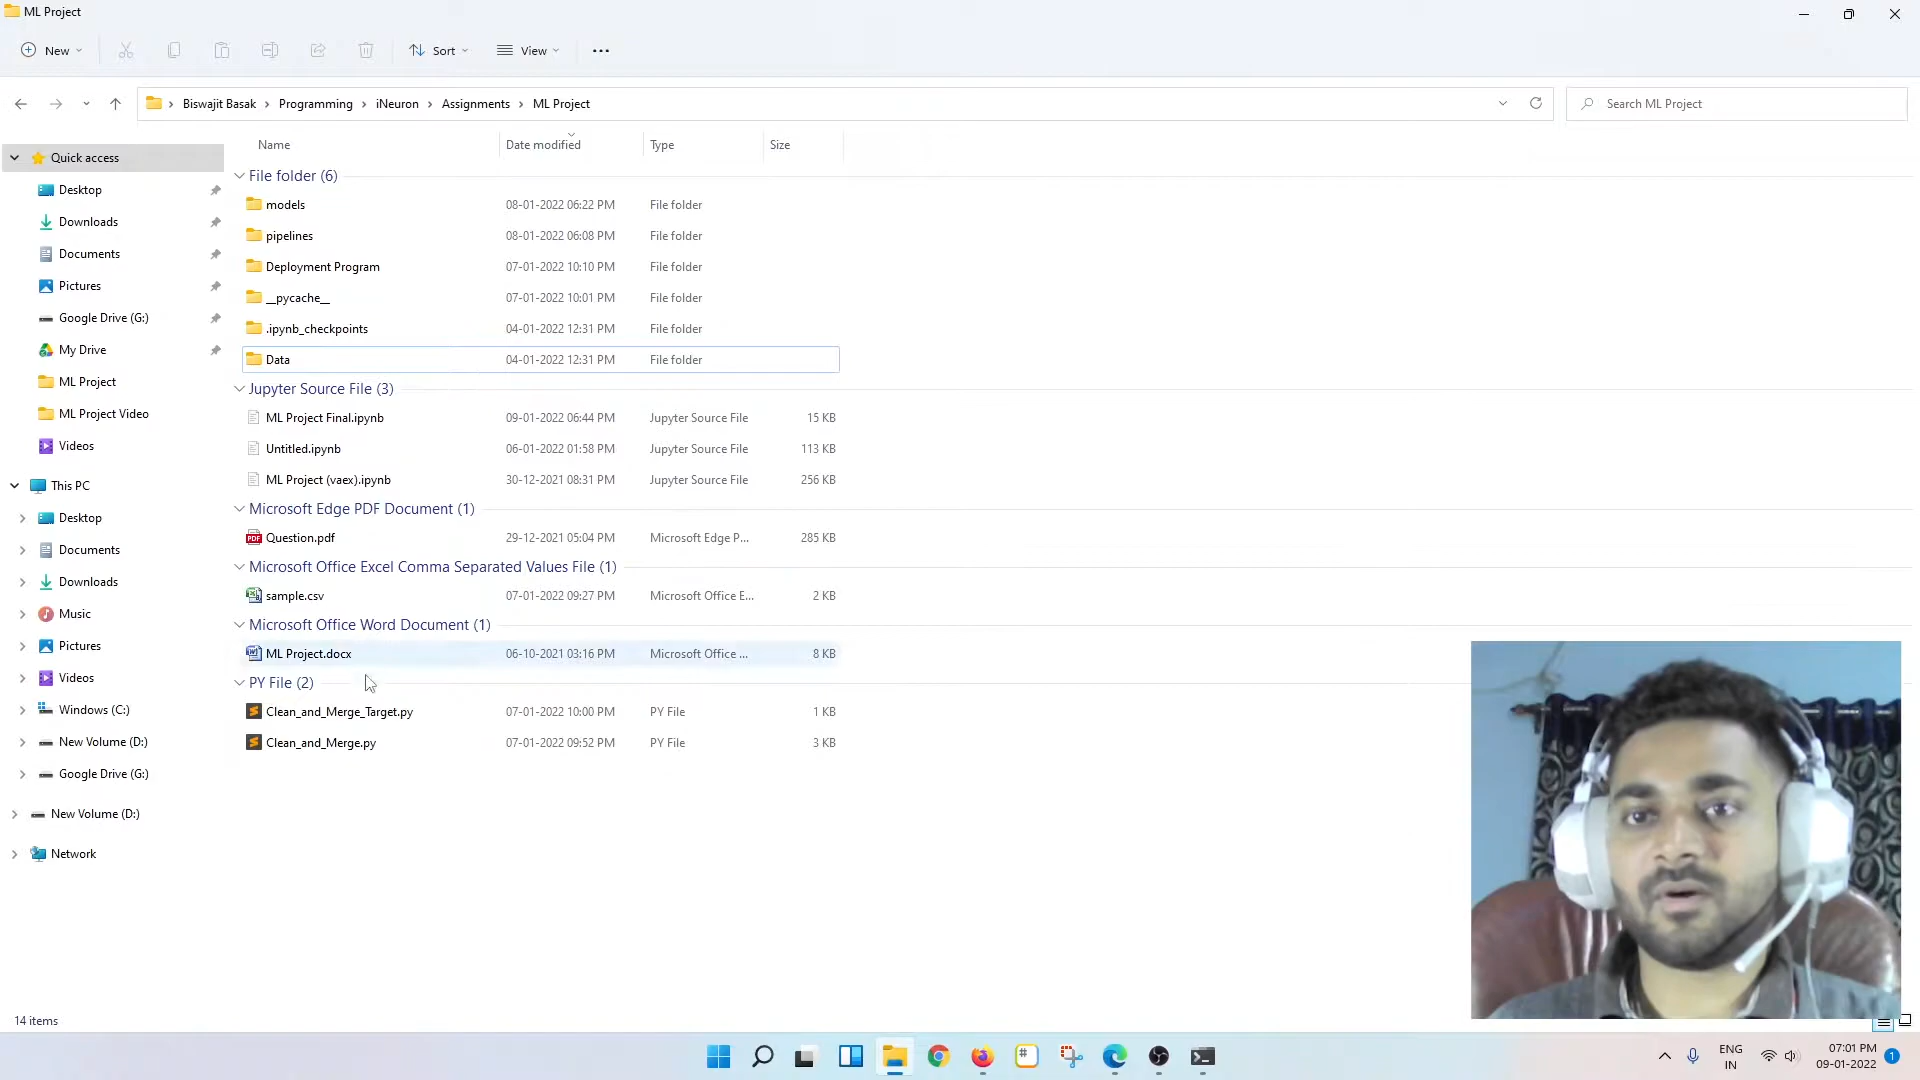 ML Project
New
Sort
View
Biswajit Basak > Programming > iNeuron > Assignments > ML Project
Search ML Project
Name Date modified Type Size
Quick access
Desktop
Downloads
Documents
Pictures
Google Drive (G:)
My Drive
ML Project
ML Project Video
Videos
This PC
Desktop
Documents
Downloads
Music
Pictures
Videos
Windows (C:)
New Volume (D:)
Google Drive (G:)
New Volume (D:)
Network
File folder (6)
models 08-01-2022 06:22 PM File folder
pipelines 08-01-2022 06:08 PM File folder
Deployment Program 07-01-2022 10:10 PM File folder
__pycache__ 07-01-2022 10:01 PM File folder
.ipynb_checkpoints 04-01-2022 12:31 PM File folder
Data 04-01-2022 12:31 PM File folder
Jupyter Source File (3)
ML Project Final.ipynb 09-01-2022 06:44 PM Jupyter Source File 15 KB
Untitled.ipynb 06-01-2022 01:58 PM Jupyter Source File 113 KB
ML Project (vaex).ipynb 30-12-2021 08:31 PM Jupyter Source File 256 KB
Microsoft Edge PDF Document (1)
PDF Question.pdf 29-12-2021 05:04 PM Microsoft Edge P... 285 KB
Microsoft Office Excel Comma Separated Values File (1)
sample.csv 07-01-2022 09:27 PM Microsoft Office E... 2 KB
Microsoft Office Word Document (1)
ML Project.docx 06-10-2021 03:16 PM Microsoft Office ... 8 KB
PY File (2)
Clean_and_Merge_Target.py 07-01-2022 10:00 PM PY File 1 KB
Clean_and_Merge.py 07-01-2022 09:52 PM PY File 3 KB
14 items
ENG
IN
07:01 PM
09-01-2022
1